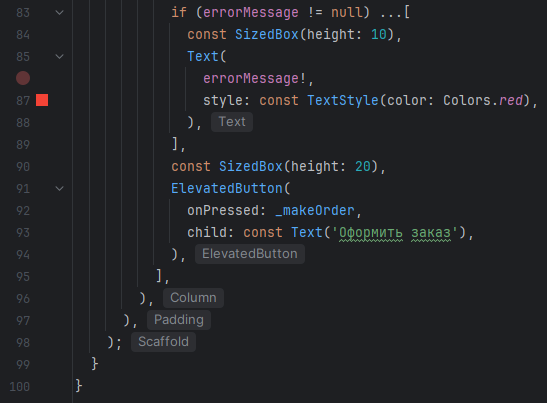 83 if (errorMessage != null) ...[
84 const SizedBox(height: 10),
85 Text(
errorMessage!,
87 style: const TextStyle(color: Colors.red),
88 ), Text
89 ],
90 const SizedBox(height: 20),
91 ElevatedButton(
92 onPressed: _makeOrder,
93 child: const Text('Оформить заказ'),
94 ), ElevatedButton
95 ],
96 ), Column
97 ), Padding
98 ); Scaffold
99 }
100 }